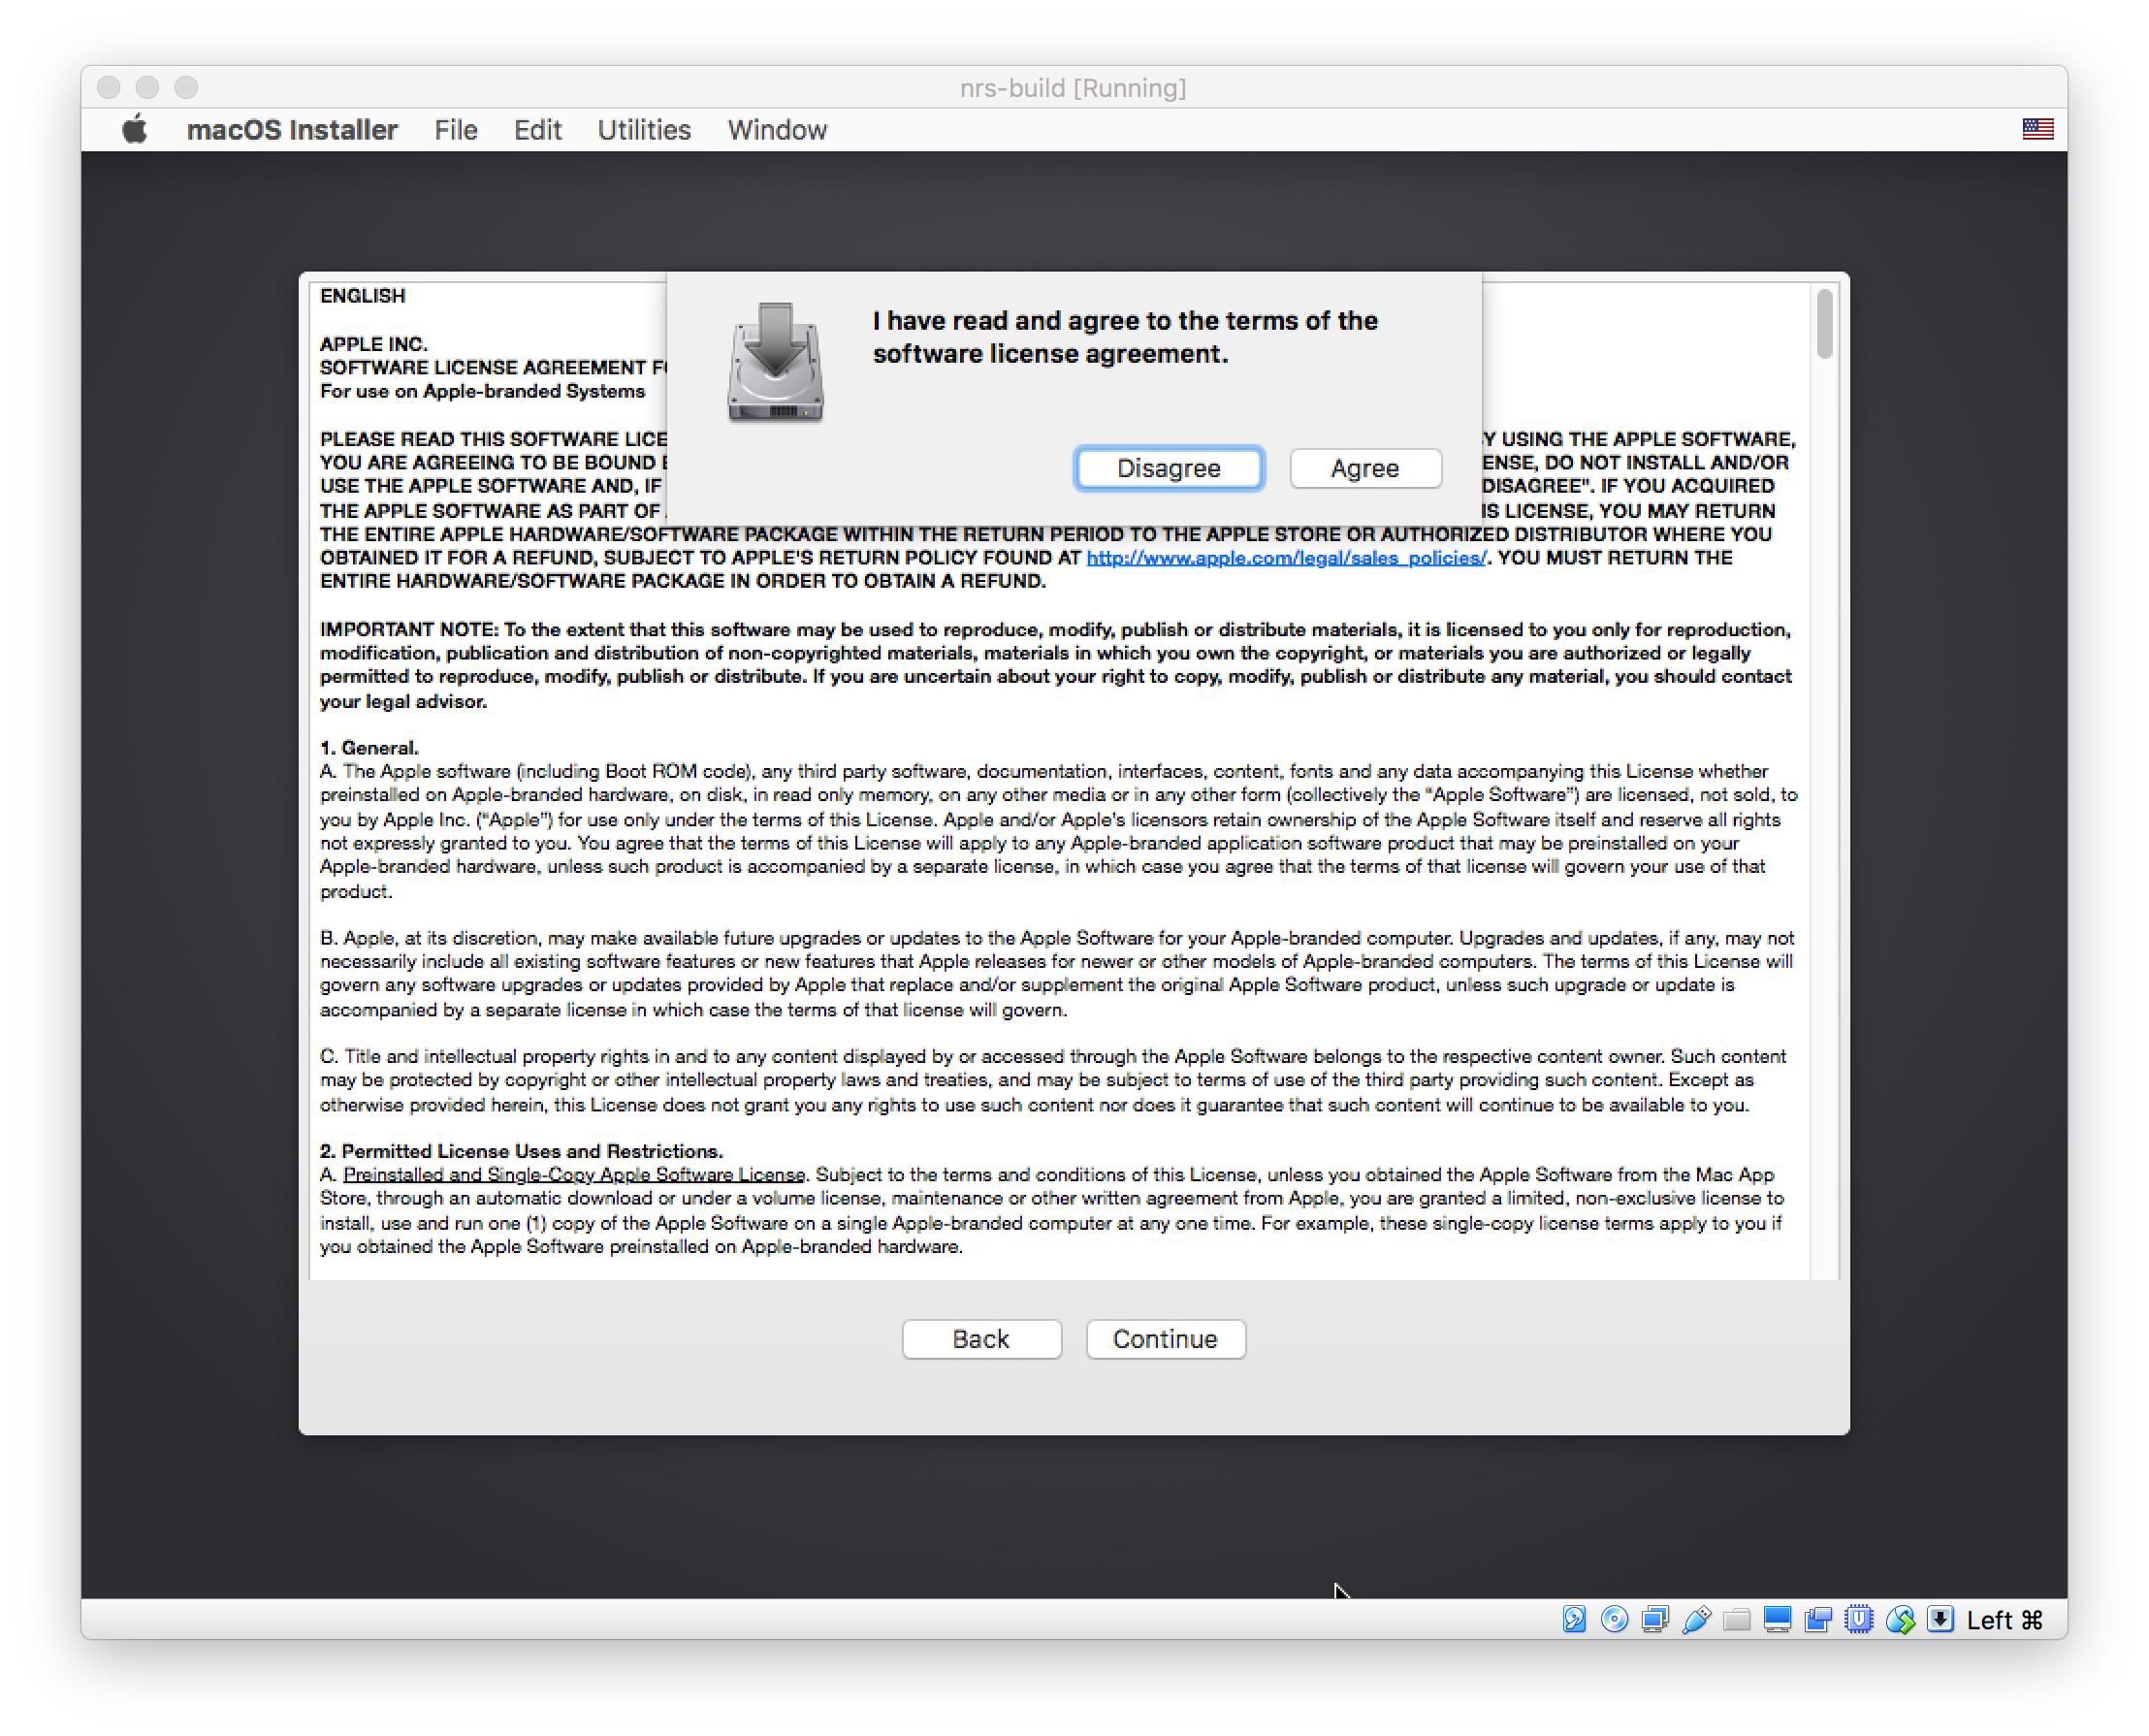 nrs-build [Running]
macOS Installer File Edit Utilities Window
I have read and agree to the terms of the
software license agreement.
Disagree Agree
ENGLISH
APPLE INC.
SOFTWARE LICENSE AGREEMENT
For use on Apple-branded Systems
PLEASE READ THIS SOFTWARE Y USING THE APPLE SOFTWARE,
YOU ARE AGREEING TO BE BOUND ENSE, DO NOT INSTALL AND/OR
USE THE APPLE SOFTWARE AND, IF DISAGREE". IF YOU ACQUIRED
THE APPLE SOFTWARE AS PART OF IS LICENSE, YOU MAY RETURN
THE ENTIRE APPLE HARDWARE/SOFTWARE PACKAGE WITHIN THE RETURN PERIOD TO THE APPLE STORE OR AUTHORIZED DISTRIBUTOR WHERE YOU
OBTAINED IT FOR A REFUND, SUBJECT TO APPLE'S RETURN POLICY FOUND AT http://www.apple.com/legal/sales_policies/. YOU MUST RETURN THE
ENTIRE HARDWARE/SOFTWARE PACKAGE IN ORDER TO OBTAIN A REFUND.
IMPORTANT NOTE: To the extent that this software may be used to reproduce, modify, publish or distribute materials, it is licensed to you only for reproduction,
modification, publication and distribution of non-copyrighted materials, materials in which you own the copyright, or materials you are authorized or legally
permitted to reproduce, modify, publish or distribute. If you are uncertain about your right to copy, modify, publish or distribute any material, you should contact
your legal advisor.
1. General.
A. The Apple software (including Boot ROM code), any third party software, documentation, interfaces, content, fonts and any data accompanying this License whether
preinstalled on Apple-branded hardware, on disk, in read only memory, on any other media or in any other form (collectively the “Apple Software”) are licensed, not sold, to
you by Apple Inc. (“Apple”) for use only under the terms of this License. Apple and/or Apple’s licensors retain ownership of the Apple Software itself and reserve all rights
not expressly granted to you. You agree that the terms of this License will apply to any Apple-branded application software product that may be preinstalled on your
Apple-branded hardware, unless such product is accompanied by a separate license, in which case you agree that the terms of that license will govern your use of that
product.
B. Apple, at its discretion, may make available future upgrades or updates to the Apple Software for your Apple-branded computer. Upgrades and updates, if any, may not
necessarily include all existing software features or new features that Apple releases for newer or other models of Apple-branded computers. The terms of this License will
govern any software upgrades or updates provided by Apple that replace and/or supplement the original Apple Software product, unless such upgrade or update is
accompanied by a separate license in which case the terms of that license will govern.
C. Title and intellectual property rights in and to any content displayed by or accessed through the Apple Software belongs to the respective content owner. Such content
may be protected by copyright or other intellectual property laws and treaties, and may be subject to terms of use of the third party providing such content. Except as
otherwise provided herein, this License does not grant you any rights to use such content nor does it guarantee that such content will continue to be available to you.
2. Permitted License Uses and Restrictions.
A. Preinstalled and Single-Copy Apple Software License. Subject to the terms and conditions of this License, unless you obtained the Apple Software from the Mac App
Store, through an automatic download or under a volume license, maintenance or other written agreement from Apple, you are granted a limited, non-exclusive license to
install, use and run one (1) copy of the Apple Software on a single Apple-branded computer at any one time. For example, these single-copy license terms apply to you if
you obtained the Apple Software preinstalled on Apple-branded hardware.
Back Continue
Left ⌘